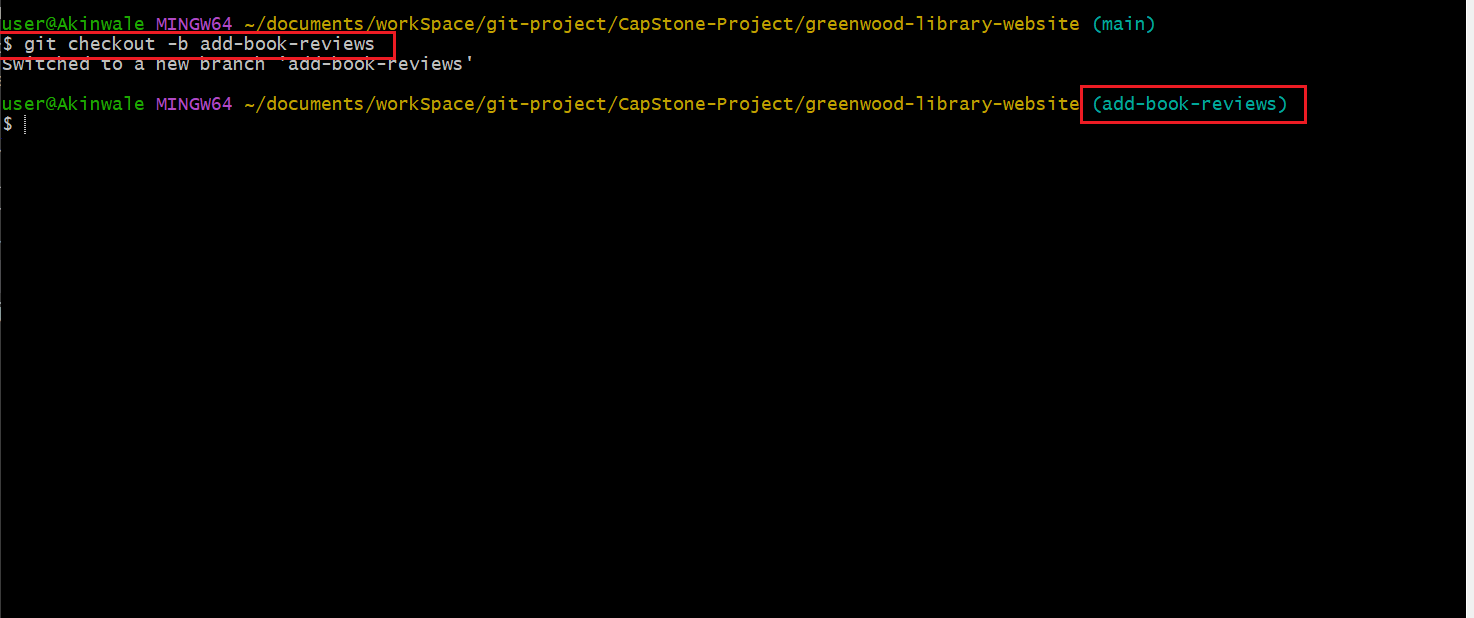 user@Akinwale MINGW64 ~/documents/workSpace/git-project/CapStone-Project/greenwood-library-website (main)
$ git checkout -b add-book-reviews
Switched to a new branch 'add-book-reviews'
user@Akinwale MINGW64 ~/documents/workSpace/git-project/CapStone-Project/greenwood-library-website (add-book-reviews)
$